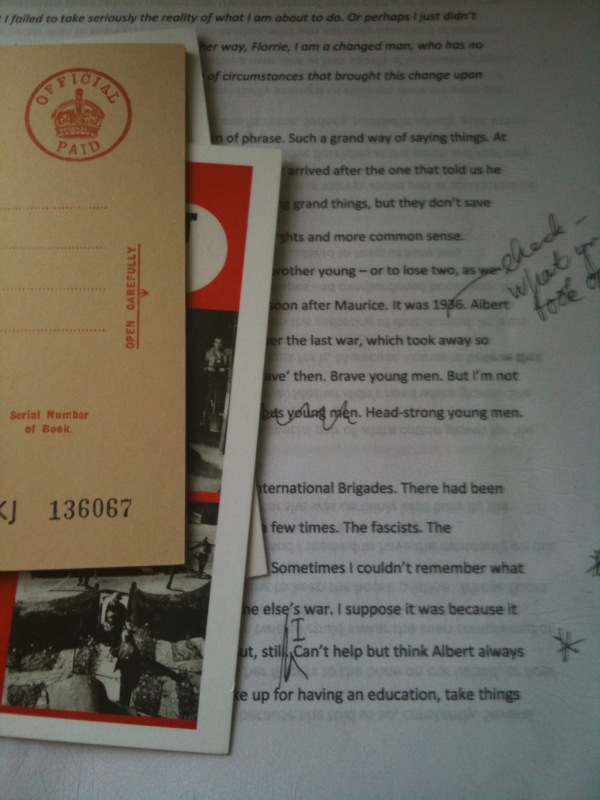 I failed to take seriously the reality of what I am about to do. Or perhaps I just didn't
her way, Florrie, I am a changed man, who has no
of circumstances that brought this change upon
of phrase. Such a grand way of saying things. At
arrived after the one that told us he
grand things, but they don't save
and more common sense.
young – or to lose two, as we
soon after Maurice. It was 1936. Albert
the last war, which took away so
then. Brave young men. But I'm not
young men. Head-strong young men.
International Brigades. There had been
few times. The fascists. The
Sometimes I couldn't remember what
else's war. I suppose it was because it
still, Can't help but think Albert always
up for having an education, take things
check –
what
took
I
OFFICIAL
PAID
OPEN CAREFULLY
Serial Number
of Book.
KJ 136067